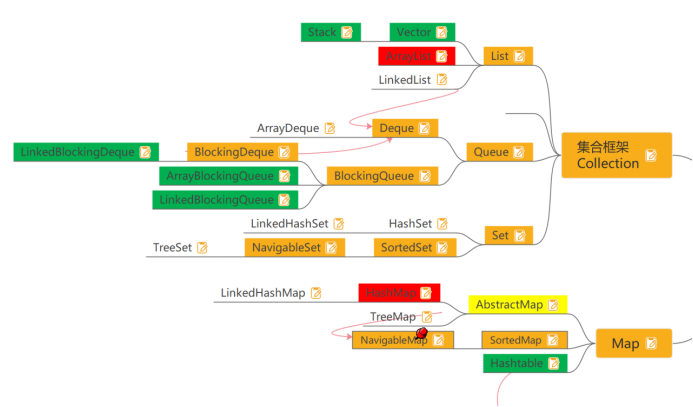 Stack
Vector
ArrayList
List
LinkedList
ArrayDeque
Deque
集合框架
Collection
LinkedBlockingDeque
BlockingDeque
Queue
ArrayBlockingQueue
BlockingQueue
LinkedBlockingQueue
LinkedHashSet
HashSet
Set
TreeSet
NavigableSet
SortedSet
LinkedHashMap
HashMap
AbstractMap
TreeMap
NavigableMap
SortedMap
Map
Hashtable